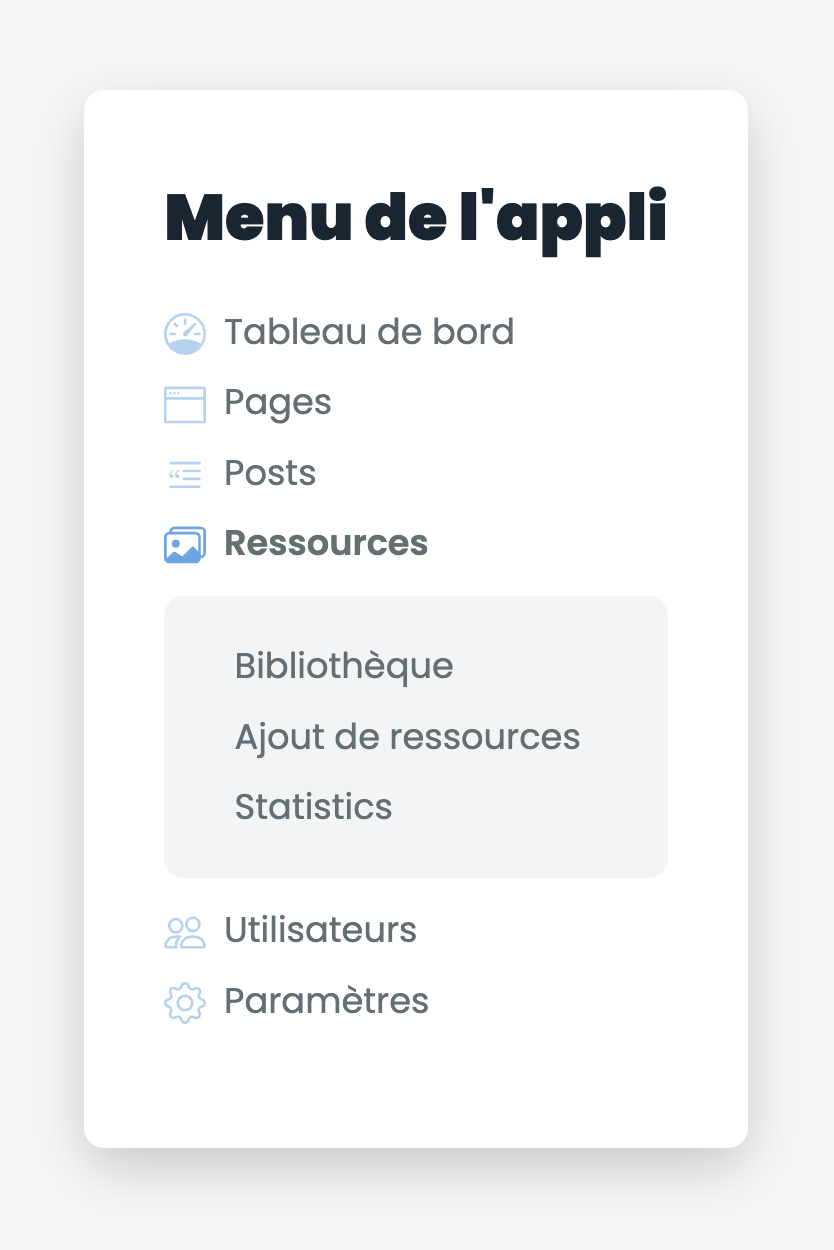 Menu de l'appli
Tableau de bord
Pages
Posts
Ressources
Bibliothèque
Ajout de ressources
Statistics
Utilisateurs
Paramètres